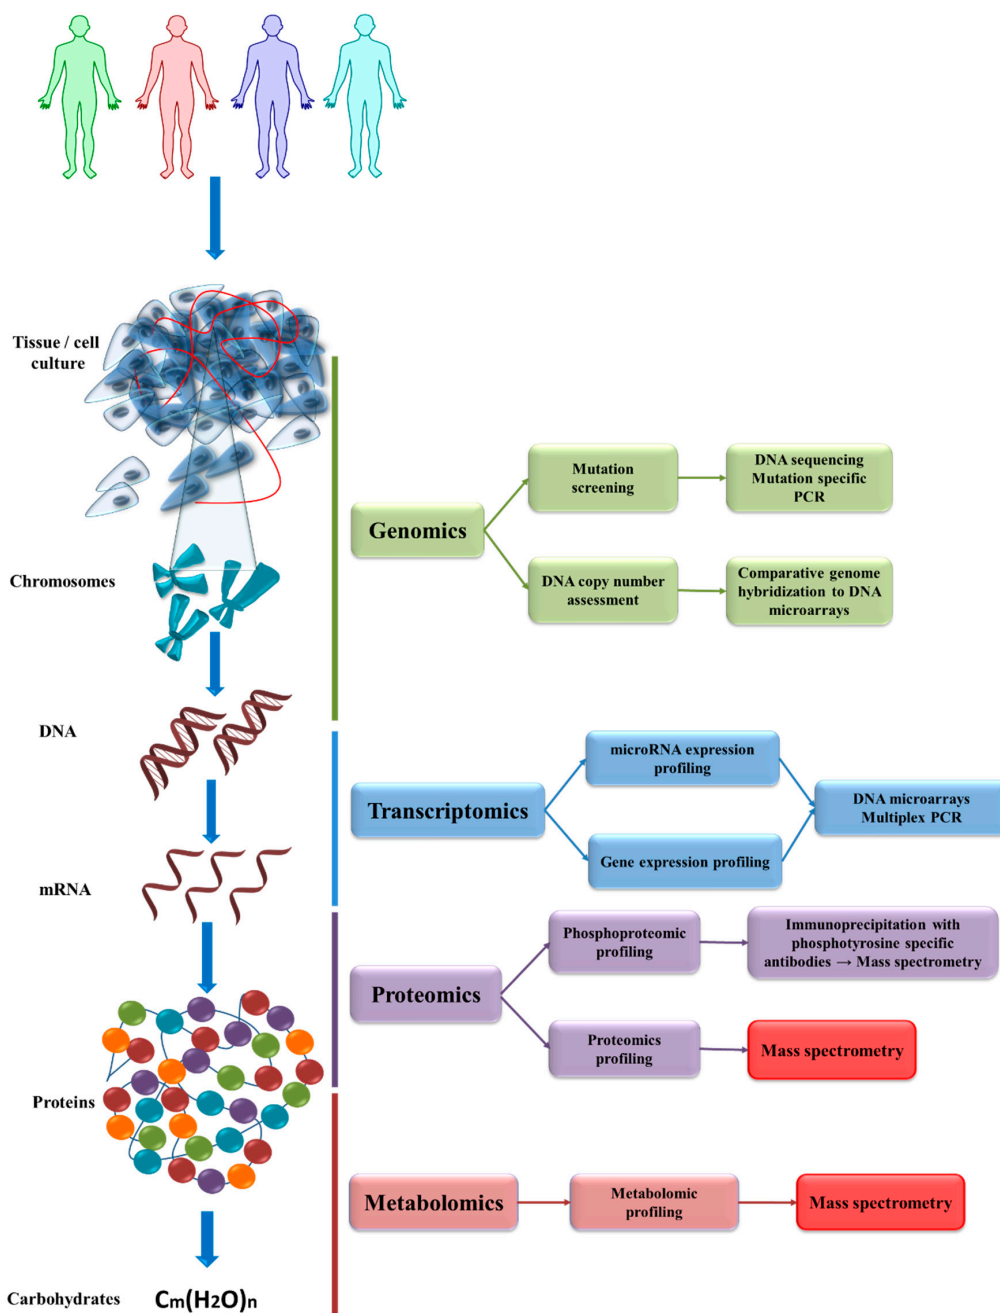 Tissue / cell
culture
Chromosomes
DNA
mRNA
Proteins
Carbohydrates
Cm(H2O)n
Genomics
Mutation
screening
DNA sequencing
Mutation specific
PCR
DNA copy number
assessment
Comparative genome
hybridization to DNA
microarrays
Transcriptomics
microRNA expression
profiling
Gene expression profiling
DNA microarrays
Multiplex PCR
Proteomics
Phosphoproteomic
profiling
Immunoprecipitation with
phosphotyrosine specific
antibodies → Mass spectrometry
Proteomics
profiling
Mass spectrometry
Metabolomics
Metabolomic
profiling
Mass spectrometry